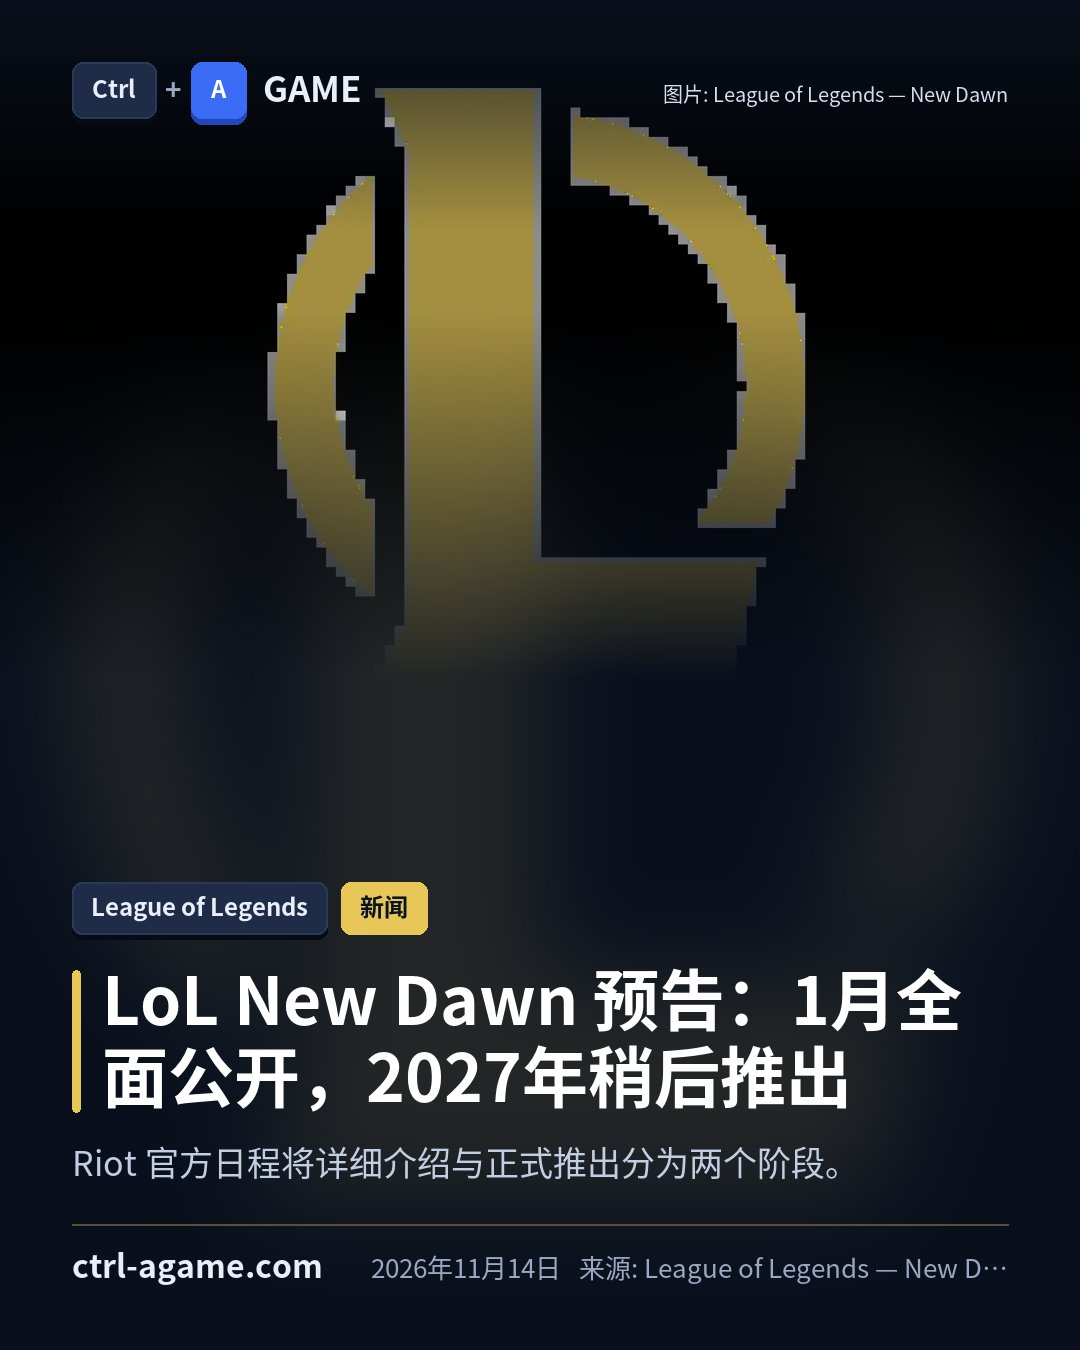 Ctrl + A GAME
图片: League of Legends — New Dawn
League of Legends 新闻
LoL New Dawn 预告：1月全
面公开，2027年稍后推出
Riot 官方日程将详细介绍与正式推出分为两个阶段。
ctrl-agame.com 2026年11月14日 来源: League of Legends — New D…